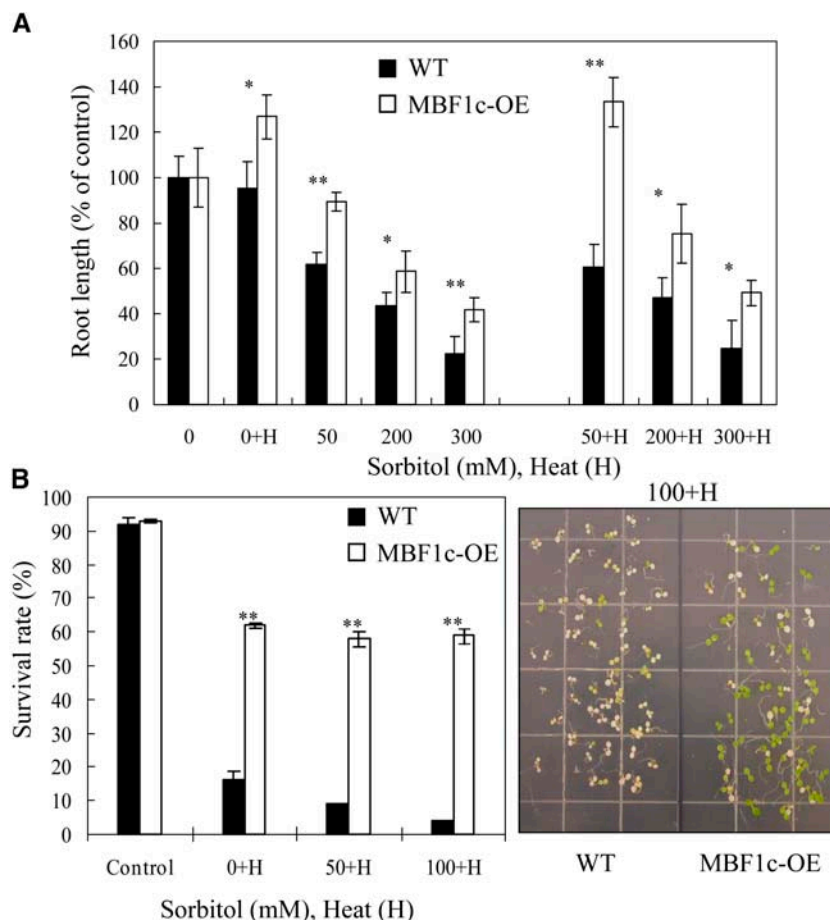 A
160
140
120
100
80
60
40
20
0
Root length (% of control)
WT
MBF1c-OE
*
**
*
**
**
*
*
0 0+H 50 200 300 50+H 200+H 300+H
Sorbitol (mM), Heat (H)
B
100
90
80
70
60
50
40
30
20
10
0
Survival rate (%)
WT
MBF1c-OE
**
**
**
Control 0+H 50+H 100+H
Sorbitol (mM), Heat (H)
100+H
WT MBF1c-OE